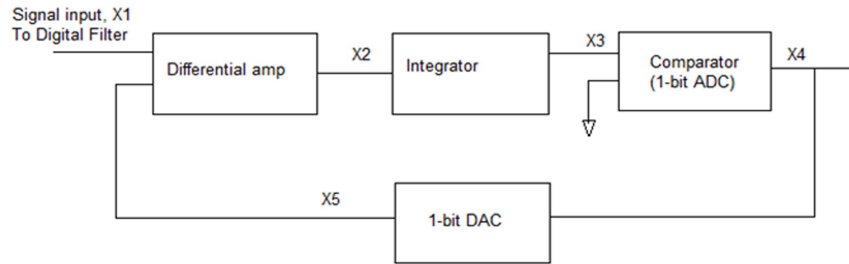 Signal input, X1
To Digital Filter
Differential amp
X2
Integrator
X3
Comparator
(1-bit ADC)
X4
X5
1-bit DAC